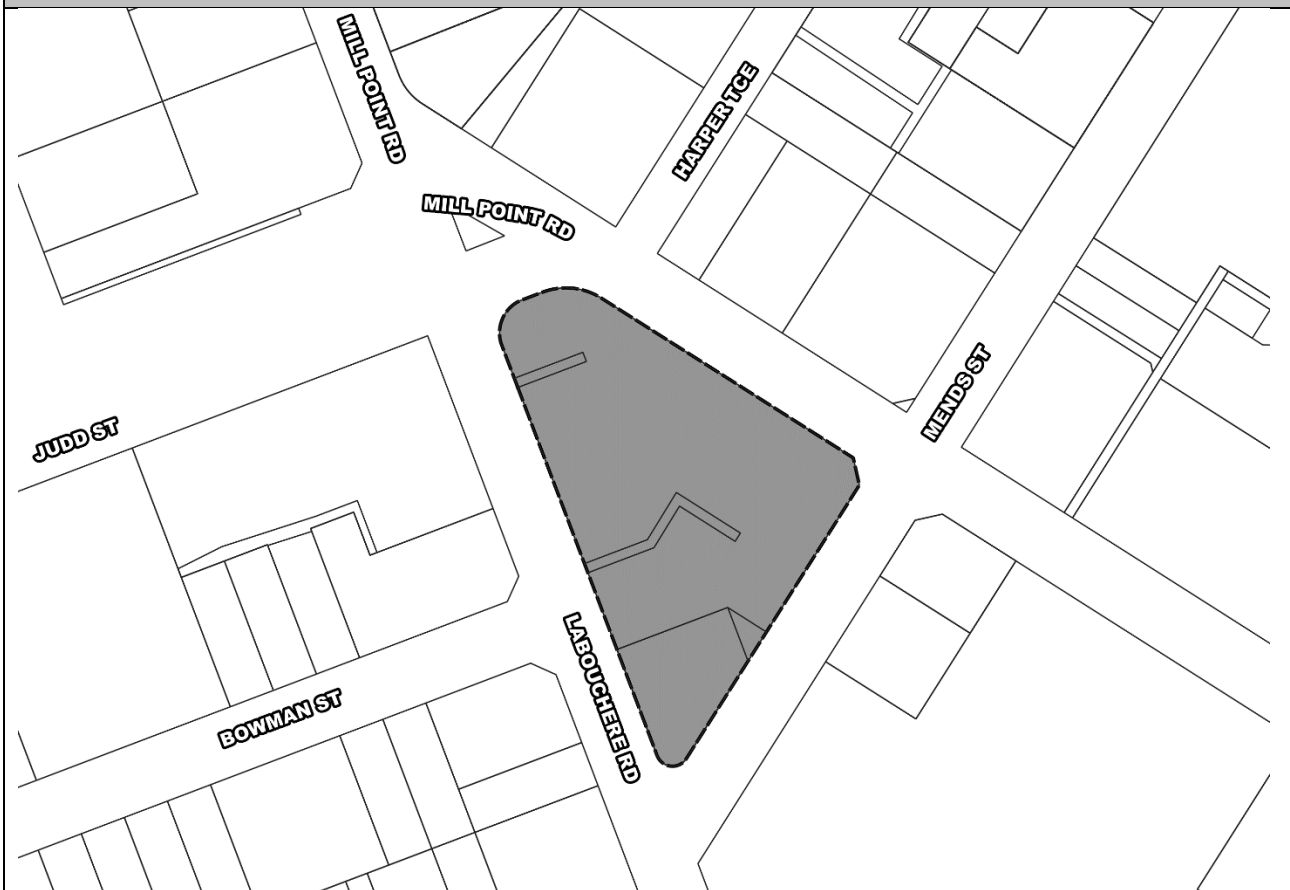 MILL POINT RD
HARPER TCE
MILL POINT RD
MENDS ST
JUDD ST
LABOUCHERE RD
BOWMAN ST